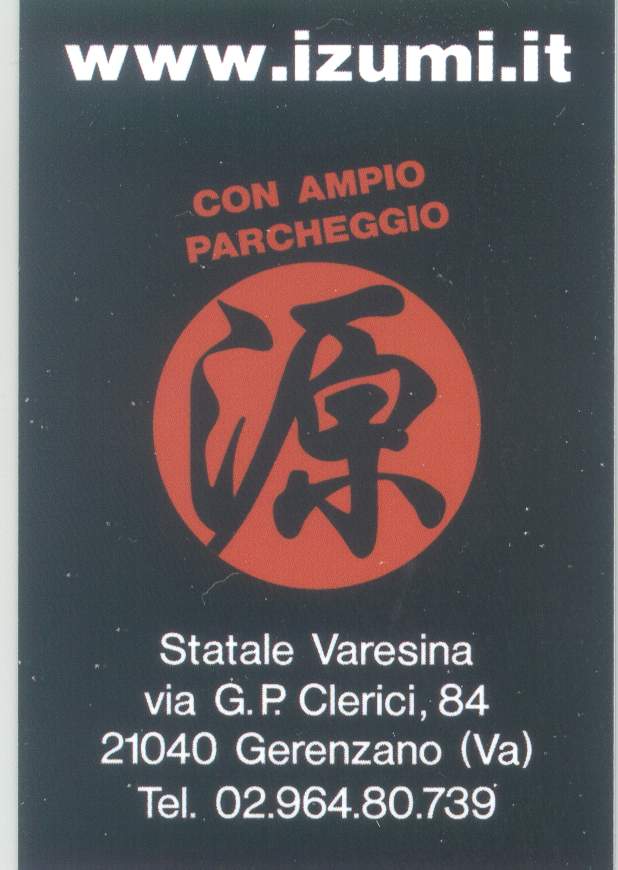 www.izumi.it
CON AMPIO
PARCHEGGIO
源
Statale Varesina
via G.P. Clerici, 84
21040 Gerenzano (Va)
Tel. 02.964.80.739